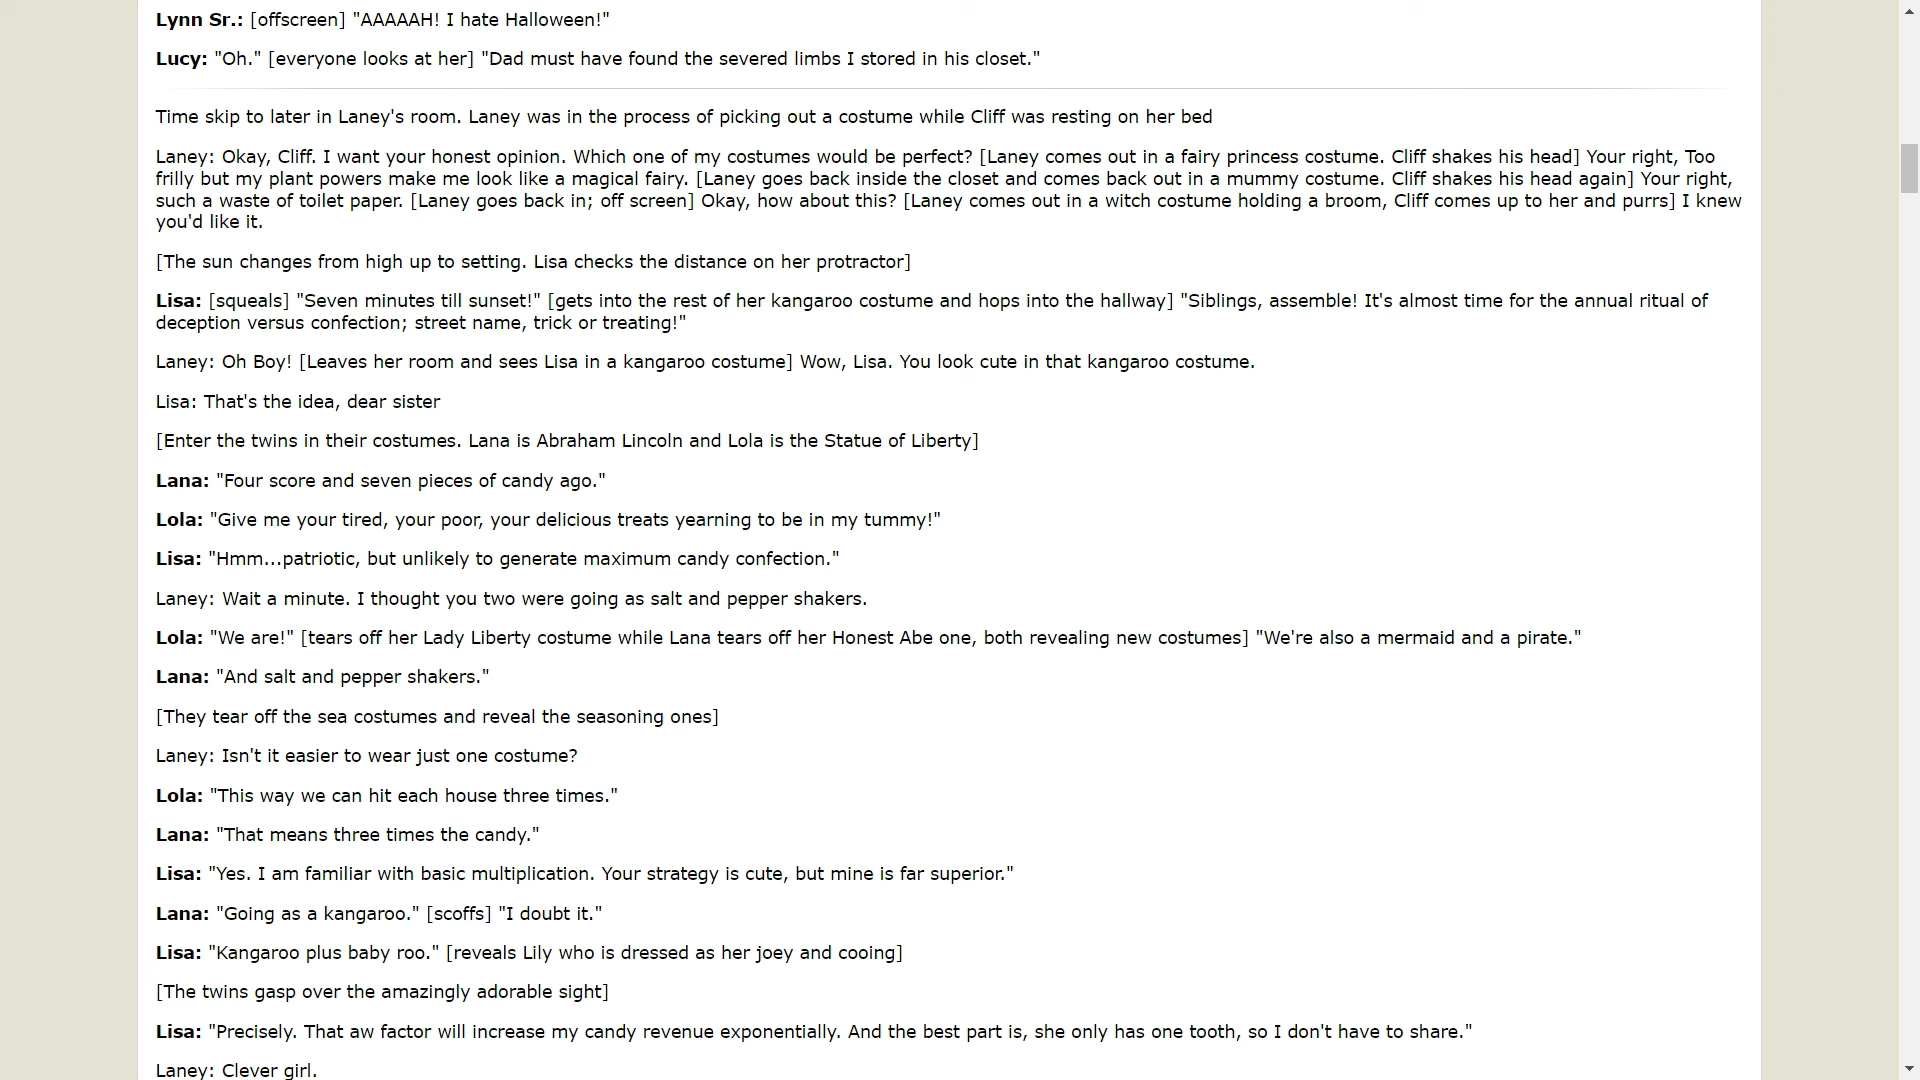 Lynn Sr.: [offscreen] "AAAAAH! I hate Halloween!"
Lucy: "Oh." [everyone looks at her] "Dad must have found the severed limbs I stored in his closet."
Time skip to later in Laney's room. Laney was in the process of picking out a costume while Cliff was resting on her bed
Laney: Okay, Cliff. I want your honest opinion. Which one of my costumes would be perfect? [Laney comes out in a fairy princess costume. Cliff shakes his head] Your right, Too
frilly but my plant powers make me look like a magical fairy. [Laney goes back inside the closet and comes back out in a mummy costume. Cliff shakes his head again] Your right,
such a waste of toilet paper. [Laney goes back in; off screen] Okay, how about this? [Laney comes out in a witch costume holding a broom, Cliff comes up to her and purrs] I knew
you'd like it.
[The sun changes from high up to setting. Lisa checks the distance on her protractor]
Lisa: [squeals] "Seven minutes till sunset!" [gets into the rest of her kangaroo costume and hops into the hallway] "Siblings, assemble! It's almost time for the annual ritual of
deception versus confection; street name, trick or treating!"
Laney: Oh Boy! [Leaves her room and sees Lisa in a kangaroo costume] Wow, Lisa. You look cute in that kangaroo costume.
Lisa: That's the idea, dear sister
[Enter the twins in their costumes. Lana is Abraham Lincoln and Lola is the Statue of Liberty]
Lana: "Four score and seven pieces of candy ago."
Lola: "Give me your tired, your poor, your delicious treats yearning to be in my tummy!"
Lisa: "Hmm...patriotic, but unlikely to generate maximum candy confection."
Laney: Wait a minute. I thought you two were going as salt and pepper shakers.
Lola: "We are!" [tears off her Lady Liberty costume while Lana tears off her Honest Abe one, both revealing new costumes] "We're also a mermaid and a pirate."
Lana: "And salt and pepper shakers."
[They tear off the sea costumes and reveal the seasoning ones]
Laney: Isn't it easier to wear just one costume?
Lola: "This way we can hit each house three times."
Lana: "That means three times the candy."
Lisa: "Yes. I am familiar with basic multiplication. Your strategy is cute, but mine is far superior."
Lana: "Going as a kangaroo." [scoffs] "I doubt it."
Lisa: "Kangaroo plus baby roo." [reveals Lily who is dressed as her joey and cooing]
[The twins gasp over the amazingly adorable sight]
Lisa: "Precisely. That aw factor will increase my candy revenue exponentially. And the best part is, she only has one tooth, so I don't have to share."
Laney: Clever girl.